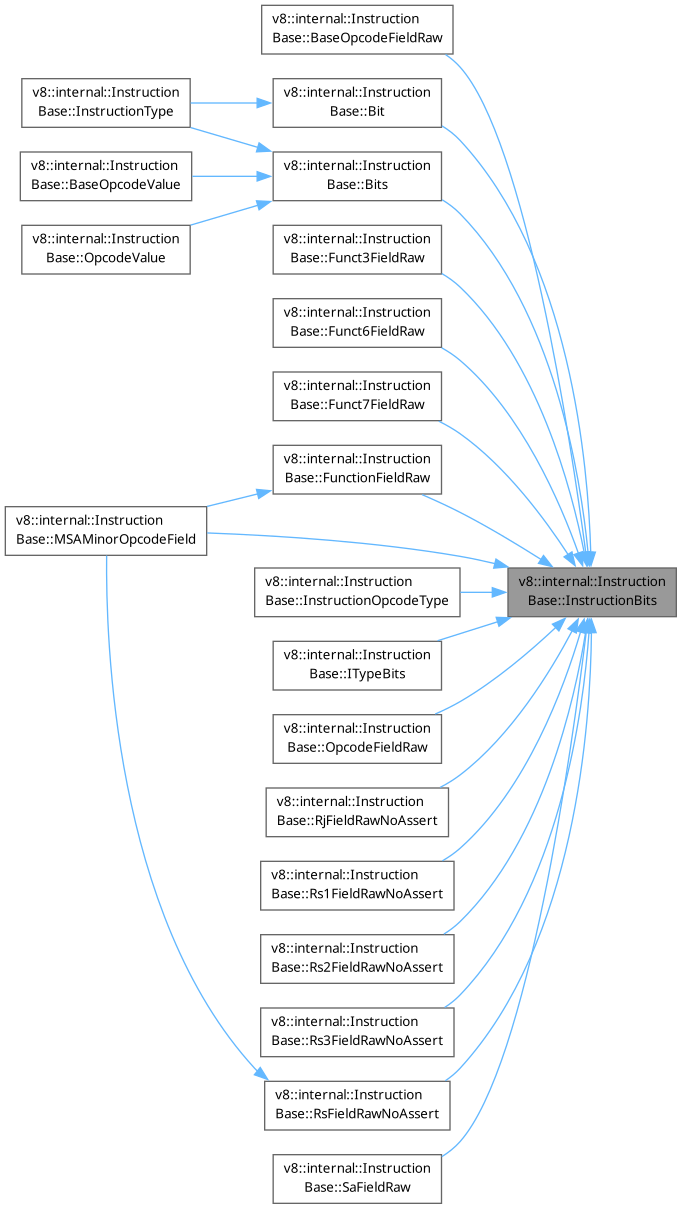 v8::internal::Instruction
Base::BaseOpcodeFieldRaw
v8::internal::Instruction
Base::InstructionType
v8::internal::Instruction
Base::Bit
v8::internal::Instruction
Base::BaseOpcodeValue
v8::internal::Instruction
Base::Bits
v8::internal::Instruction
Base::OpcodeValue
v8::internal::Instruction
Base::Funct3FieldRaw
v8::internal::Instruction
Base::Funct6FieldRaw
v8::internal::Instruction
Base::Funct7FieldRaw
v8::internal::Instruction
Base::FunctionFieldRaw
v8::internal::Instruction
Base::MSAMinorOpcodeField
v8::internal::Instruction
Base::InstructionOpcodeType
v8::internal::Instruction
Base::InstructionBits
v8::internal::Instruction
Base::ITypeBits
v8::internal::Instruction
Base::OpcodeFieldRaw
v8::internal::Instruction
Base::RjFieldRawNoAssert
v8::internal::Instruction
Base::Rs1FieldRawNoAssert
v8::internal::Instruction
Base::Rs2FieldRawNoAssert
v8::internal::Instruction
Base::Rs3FieldRawNoAssert
v8::internal::Instruction
Base::RsFieldRawNoAssert
v8::internal::Instruction
Base::SaFieldRaw